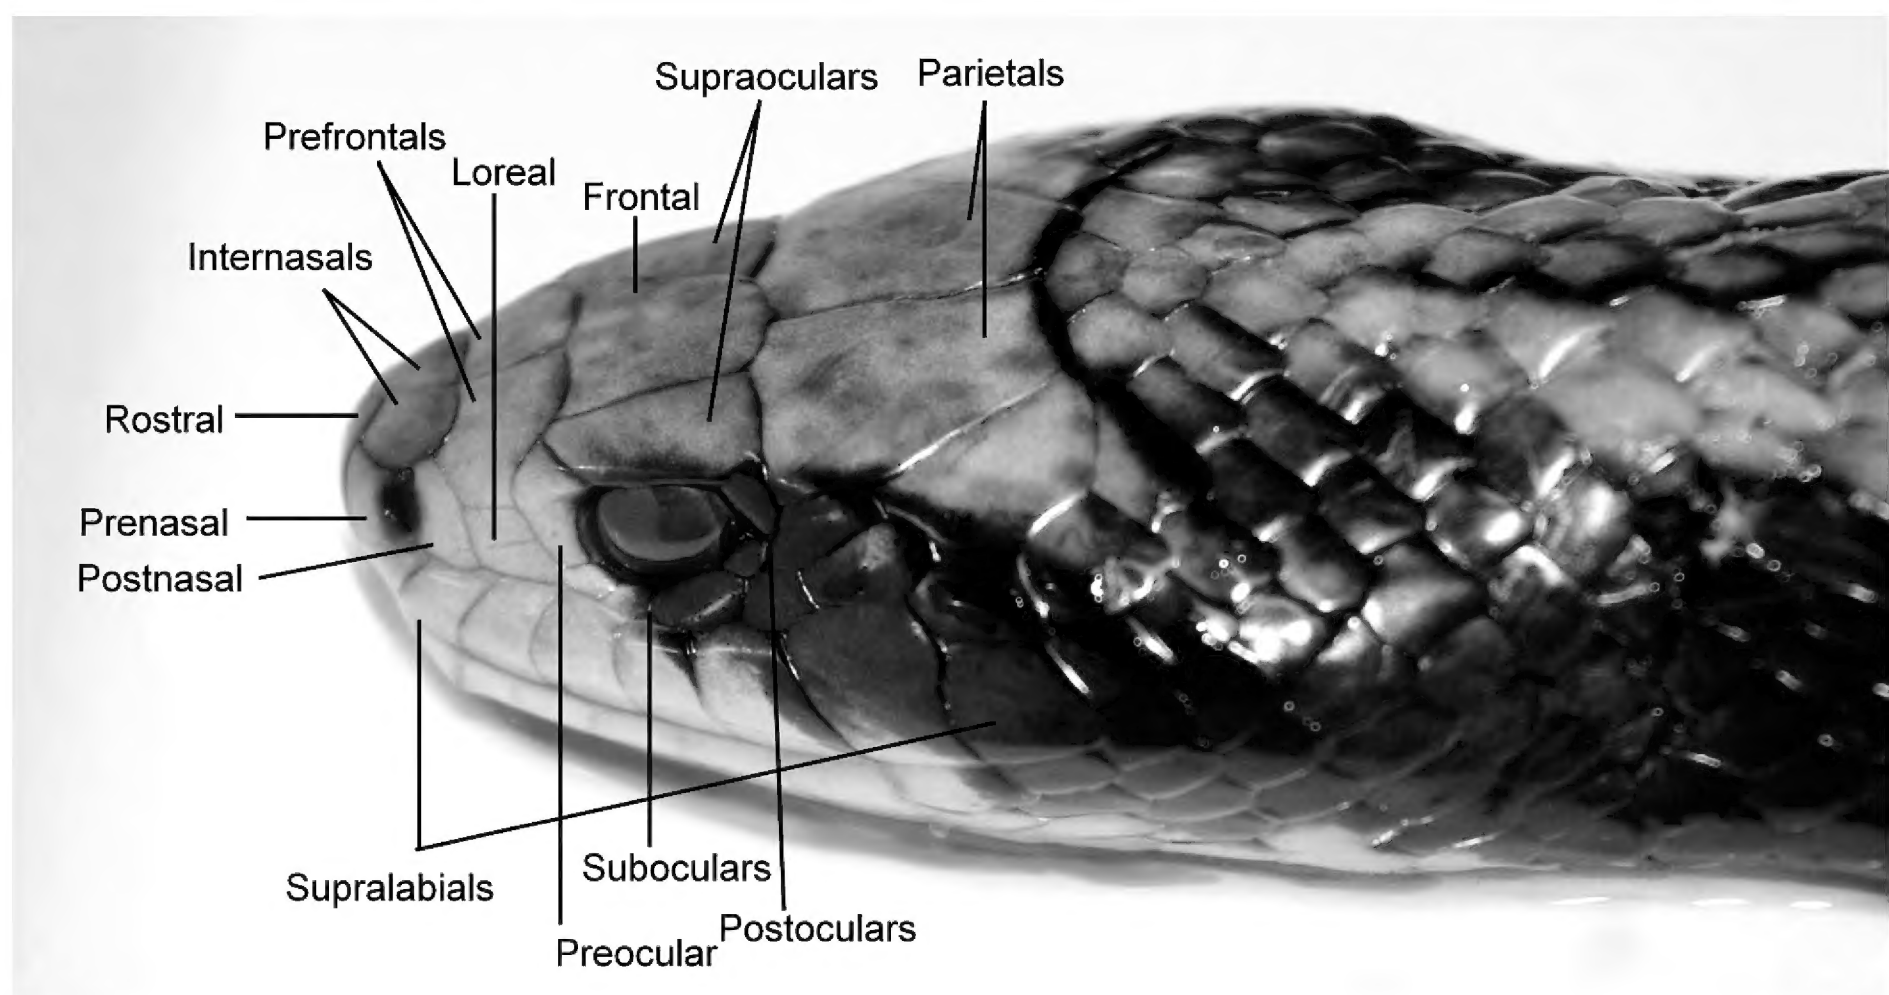 Supraoculars
Parietals
Prefrontals
Loreal
Frontal
Internasals
Rostral
Prenasal
Postnasal
Supralabials
Suboculars
Postoculars
Preocular